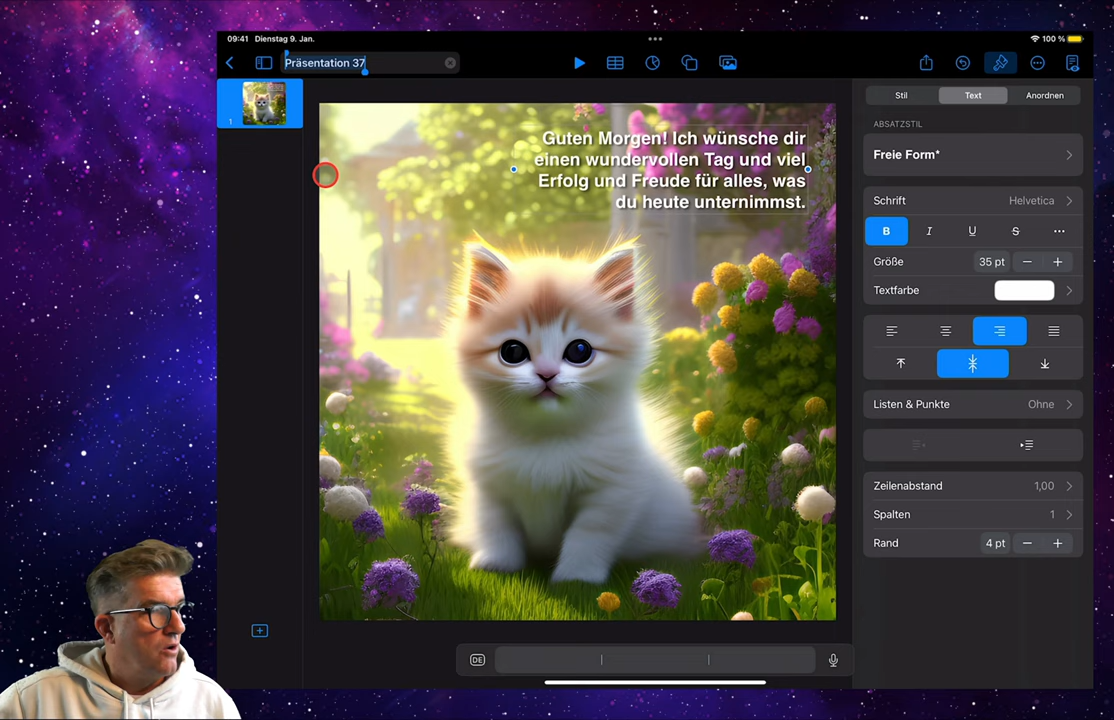 09:41 Dienstag 9. Jan.
100 %
Präsentation 37
1
Guten Morgen! Ich wünsche dir
einen wundervollen Tag und viel
Erfolg und Freude für alles, was
du heute unternimmst.
Stil Text Anordnen
ABSATZSTIL
Freie Form*
Schrift Helvetica
B I U S
Größe 35 pt
Textfarbe
Listen & Punkte Ohne
Zeilenabstand 1,00
Spalten 1
Rand 4 pt
DE